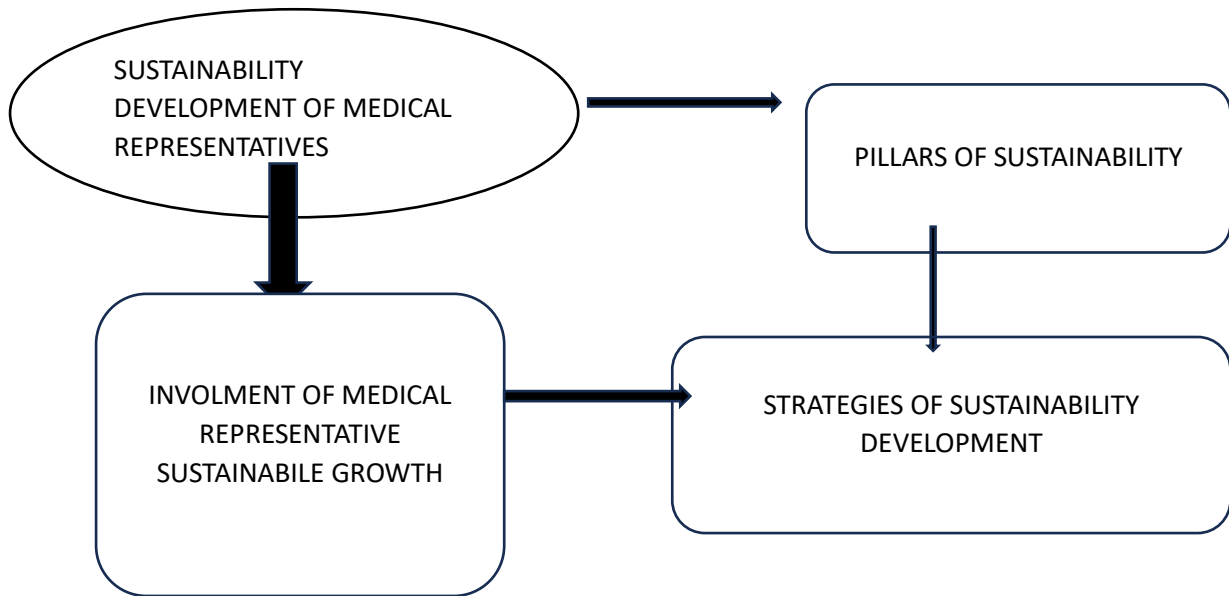 SUSTAINABILITY
DEVELOPMENT OF MEDICAL
REPRESENTATIVES
PILLARS OF SUSTAINABILITY
INVOLMENT OF MEDICAL
REPRESENTATIVE
SUSTAINABILE GROWTH
STRATEGIES OF SUSTAINABILITY
DEVELOPMENT